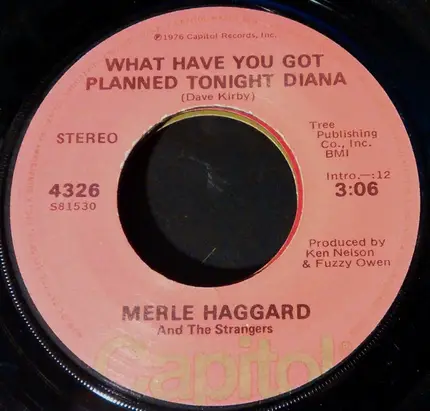 ℗1976 Capitol Records, Inc.
WHAT HAVE YOU GOT
PLANNED TONIGHT DIANA
(Dave Kirby)
STEREO
Tree
Publishing
Co., Inc.
BMI
4326
S81530
Intro.—:12
3:06
Produced by
Ken Nelson
& Fuzzy Owen
MERLE HAGGARD
And The Strangers
Capitol®